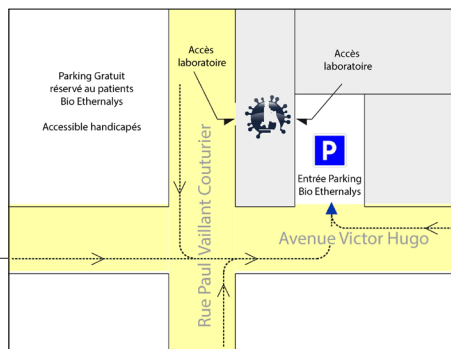 Parking Gratuit
réservé au patients
Bio Ethernalys
Accessible handicapés
Accès
laboratoire
Accès
laboratoire
P
Entrée Parking
Bio Ethernalys
Avenue Victor Hugo
Rue Paul Vaillant Couturier